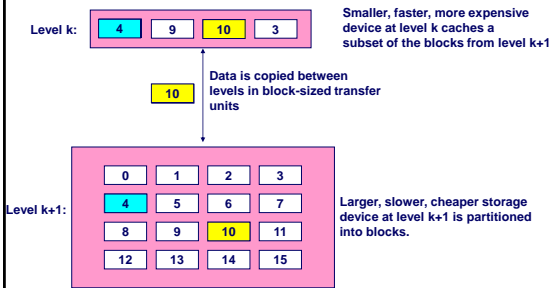 Level k:
4 9 10 3
Smaller, faster, more expensive
device at level k caches a
subset of the blocks from level k+1
10
Data is copied between
levels in block-sized transfer
units
Level k+1:
0 1 2 3
4 5 6 7
8 9 10 11
12 13 14 15
Larger, slower, cheaper storage
device at level k+1 is partitioned
into blocks.